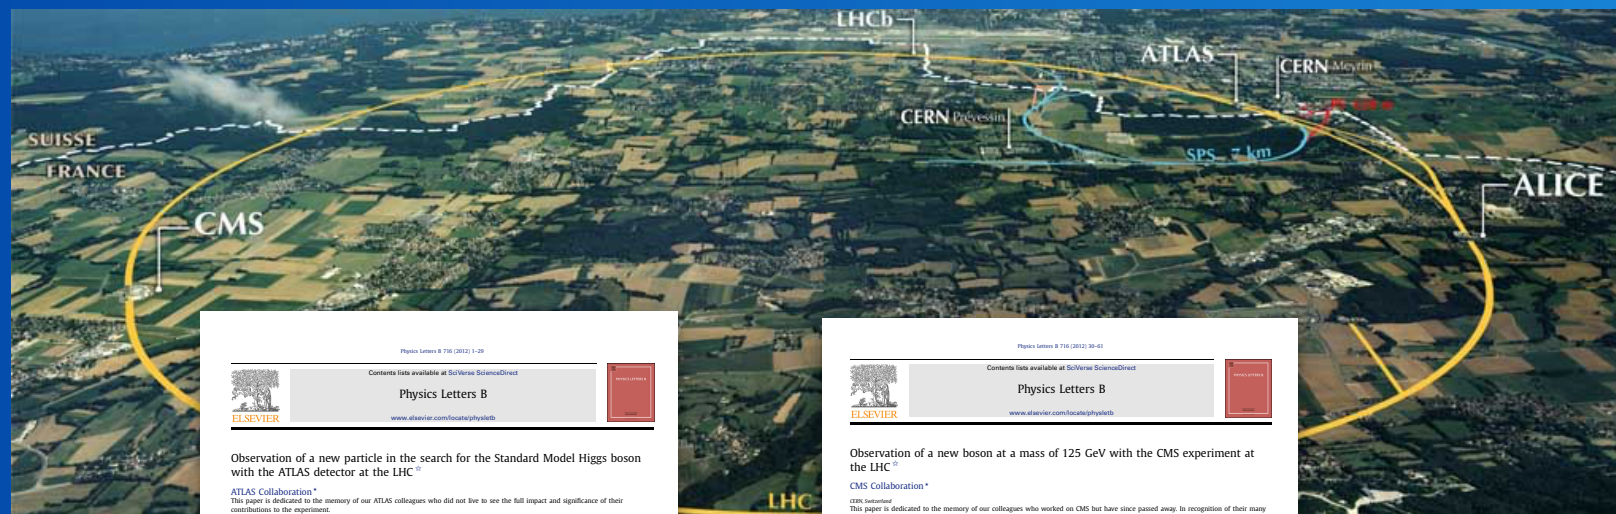 LHCb
ATLAS
CERN Meyrin
CERN Prévessin
SUISSE
FRANCE
SPS_7 km
ALICE
CMS
Physics Letters B 716 (2012) 1–29
Contents lists available at SciVerse ScienceDirect
Physics Letters B
www.elsevier.com/locate/physletb
ELSEVIER
PHYSICS LETTERS B
Observation of a new particle in the search for the Standard Model Higgs boson
with the ATLAS detector at the LHC ☆
ATLAS Collaboration *
This paper is dedicated to the memory of our ATLAS colleagues who did not live to see the full impact and significance of their
contributions to the experiment.
Physics Letters B 716 (2012) 30–61
Contents lists available at SciVerse ScienceDirect
Physics Letters B
www.elsevier.com/locate/physletb
ELSEVIER
PHYSICS LETTERS B
Observation of a new boson at a mass of 125 GeV with the CMS experiment at
the LHC ☆
CMS Collaboration *
CERN, Switzerland
This paper is dedicated to the memory of our colleagues who worked on CMS but have since passed away. In recognition of their many
LHC